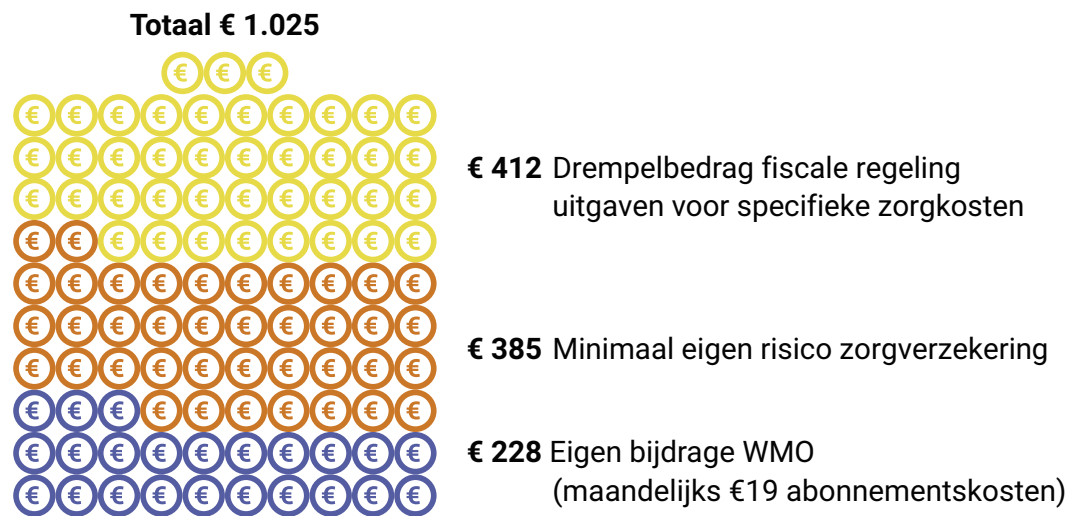 Totaal € 1.025
€ € €
€ € € € € € € € € €
€ € € € € € € € € €
€ € € € € € € € € €
€ € € € € € € € € €
€ € € € € € € € € €
€ € € € € € € € € €
€ € € € € € € € € €
€ € € € € € € € € €
€ € € € € € € € € €
€ € € € € € € € € €
€ 412 Drempelbedrag fiscale regeling
uitgaven voor specifieke zorgkosten
€ 385 Minimaal eigen risico zorgverzekering
€ 228 Eigen bijdrage WMO
(maandelijks €19 abonnementskosten)